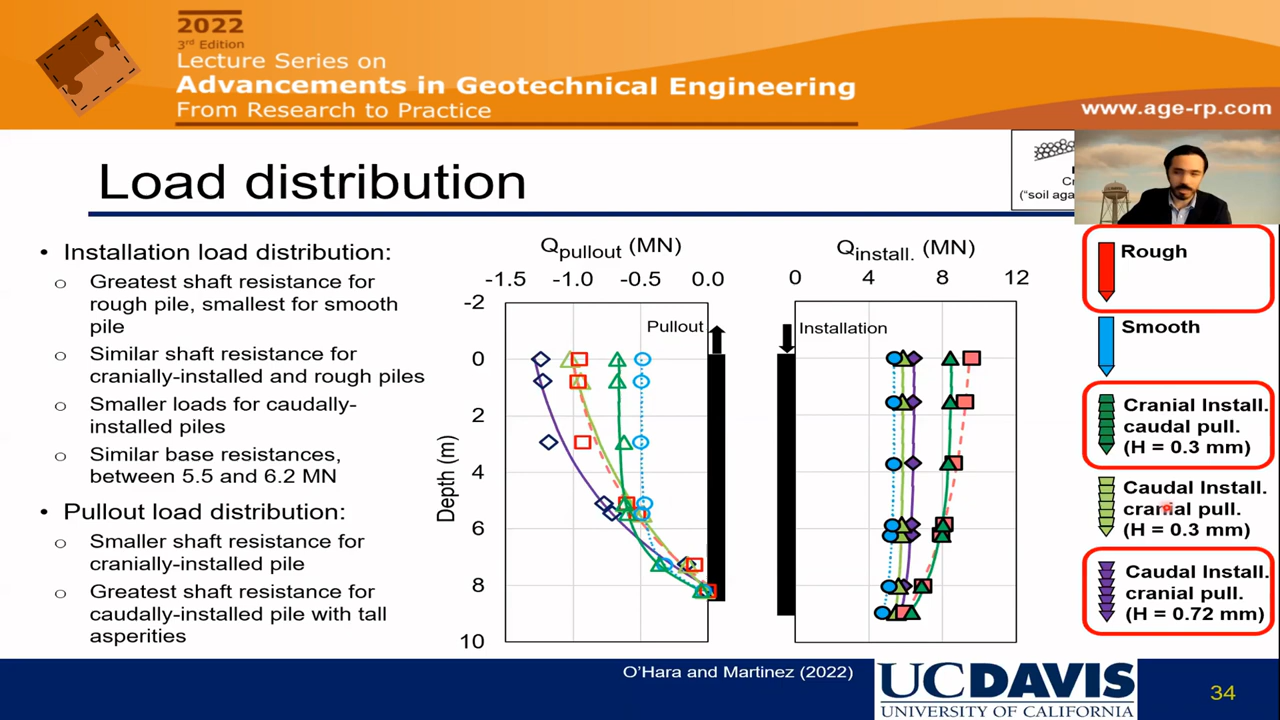 2022
3rd Edition
Lecture Series on
Advancements in Geotechnical Engineering
From Research to Practice
www.age-rp.com
Load distribution
("soil aga
• Installation load distribution:
o Greatest shaft resistance for
rough pile, smallest for smooth
pile
o Similar shaft resistance for
cranially-installed and rough piles
o Smaller loads for caudally-
installed piles
o Similar base resistances,
between 5.5 and 6.2 MN
• Pullout load distribution:
o Smaller shaft resistance for
cranially-installed pile
o Greatest shaft resistance for
caudally-installed pile with tall
asperities
Qpullout (MN)
-1.5 -1.0 -0.5 0.0
-2
0
2
4
6
8
10
Depth (m)
Pullout
Qinstall. (MN)
0 4 8 12
Installation
Rough
Smooth
Cranial Install.
caudal pull.
(H = 0.3 mm)
Caudal Install.
cranial pull.
(H = 0.3 mm)
Caudal Install.
cranial pull.
(H = 0.72 mm)
O'Hara and Martinez (2022)
UCDAVIS
UNIVERSITY OF CALIFORNIA
34